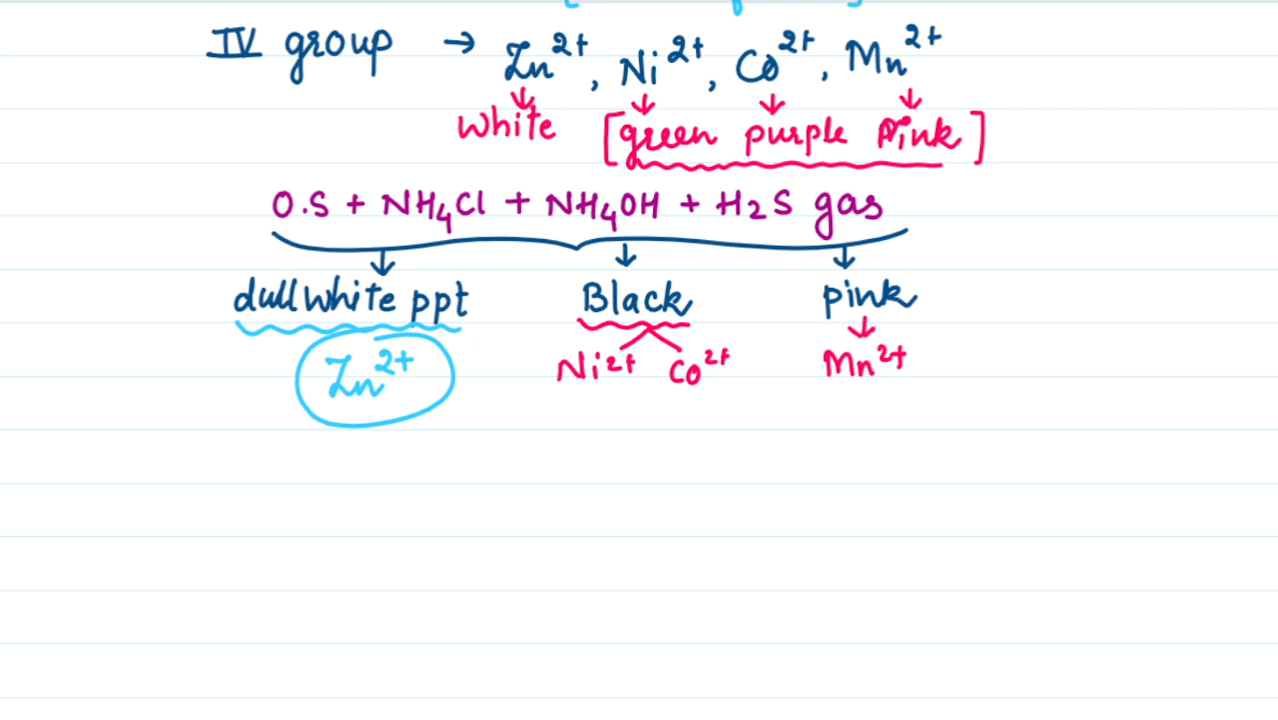 IV group → Zn²⁺, Ni²⁺, Co²⁺, Mn²⁺
White [green purple Pink]
O.S + NH₄Cl + NH₄OH + H₂S gas
dull white ppt Black pink
Zn²⁺ Ni²⁺ Co²⁺ Mn²⁺